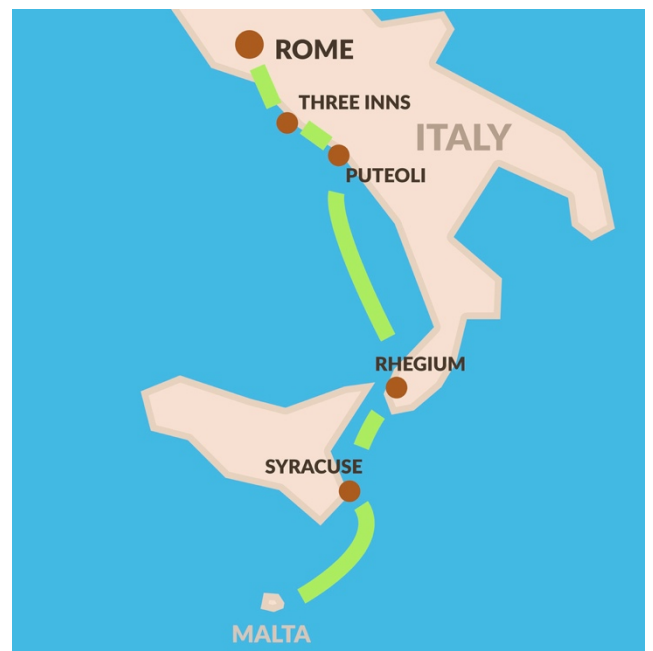 ROME
THREE INNS
ITALY
PUTEOLI
RHEGIUM
SYRACUSE
MALTA